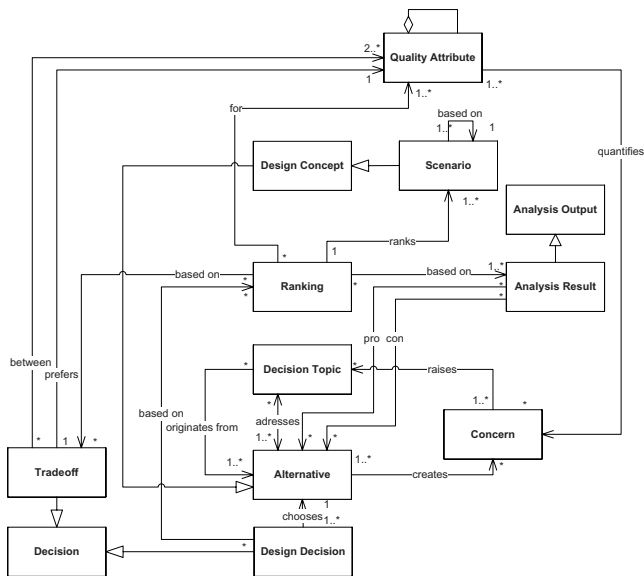 2..*
Quality Attribute
1
1..*
1..*
for
based on
1..*
1
Design Concept
Scenario
quantifies
1..*
Analysis Output
1
ranks
*
based on
*
Ranking
*
based on
1..*
*
*
Analysis Result
*
between
prefers
pro
con
*
Decision Topic
*
raises
based on
originates from
*
adresses
1..*
*
*
1
*
1..*
*
*
Concern
Tradeoff
1..*
Alternative
1..*
creates
*
1
chooses
1..*
Decision
*
Design Decision